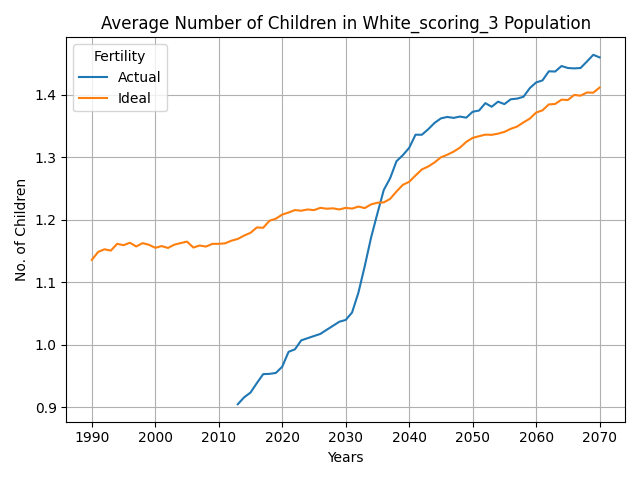 Average Number of Children in White_scoring_3 Population
Fertility
Actual
Ideal
No. of Children
1.4
1.3
1.2
1.1
1.0
0.9
1990 2000 2010 2020 2030 2040 2050 2060 2070
Years